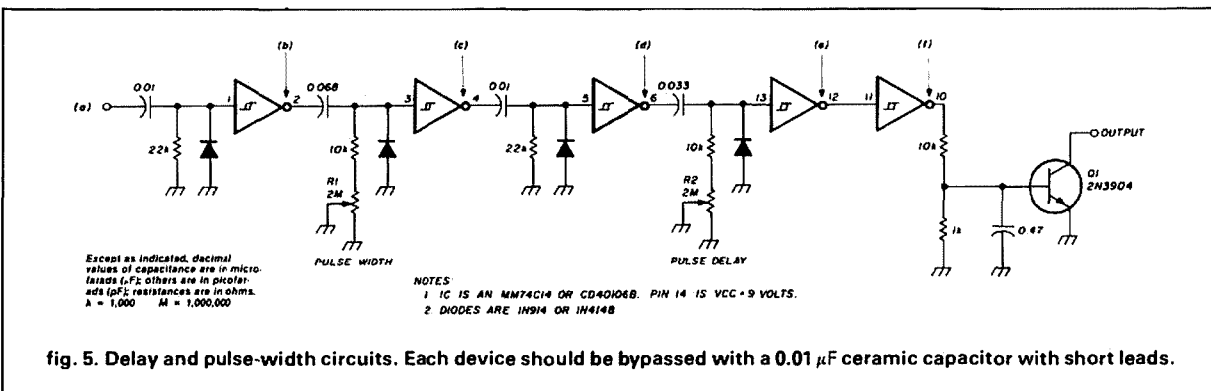 (b)
(c)
(d)
(e)
(f)
(a)
0.01
1
2
0.068
3
4
0.01
5
6
0.033
13
12
11
10
22k
10k
22k
10k
10k
OUTPUT
Q1
2N3904
R1
2M
R2
2M
1k
0.47
PULSE WIDTH
PULSE DELAY
Except as indicated, decimal
values of capacitance are in micro-
farads (µF); others are in picofar-
ads (pF); resistances are in ohms.
k = 1,000 M = 1,000,000
NOTES:
1 IC IS AN MM74C14 OR CD40106B. PIN 14 IS VCC = 9 VOLTS.
2 DIODES ARE 1N914 OR 1N4148
fig. 5. Delay and pulse-width circuits. Each device should be bypassed with a 0.01 µF ceramic capacitor with short leads.